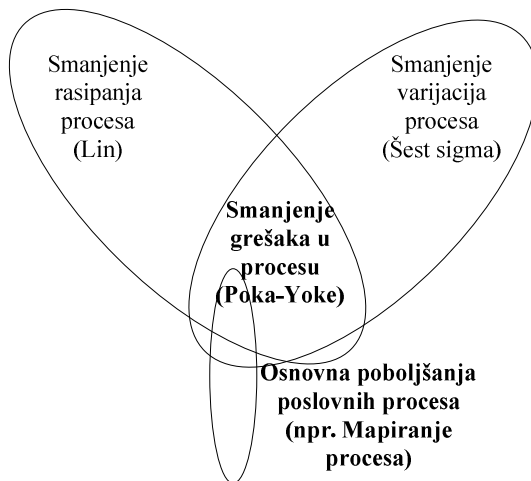 Smanjenje
rasipanja
procesa
(Lin)
Smanjenje
varijacija
procesa
(Šest sigma)
Smanjenje
grešaka u
procesu
(Poka-Yoke)
Osnovna poboljšanja
poslovnih procesa
(npr. Mapiranje
procesa)